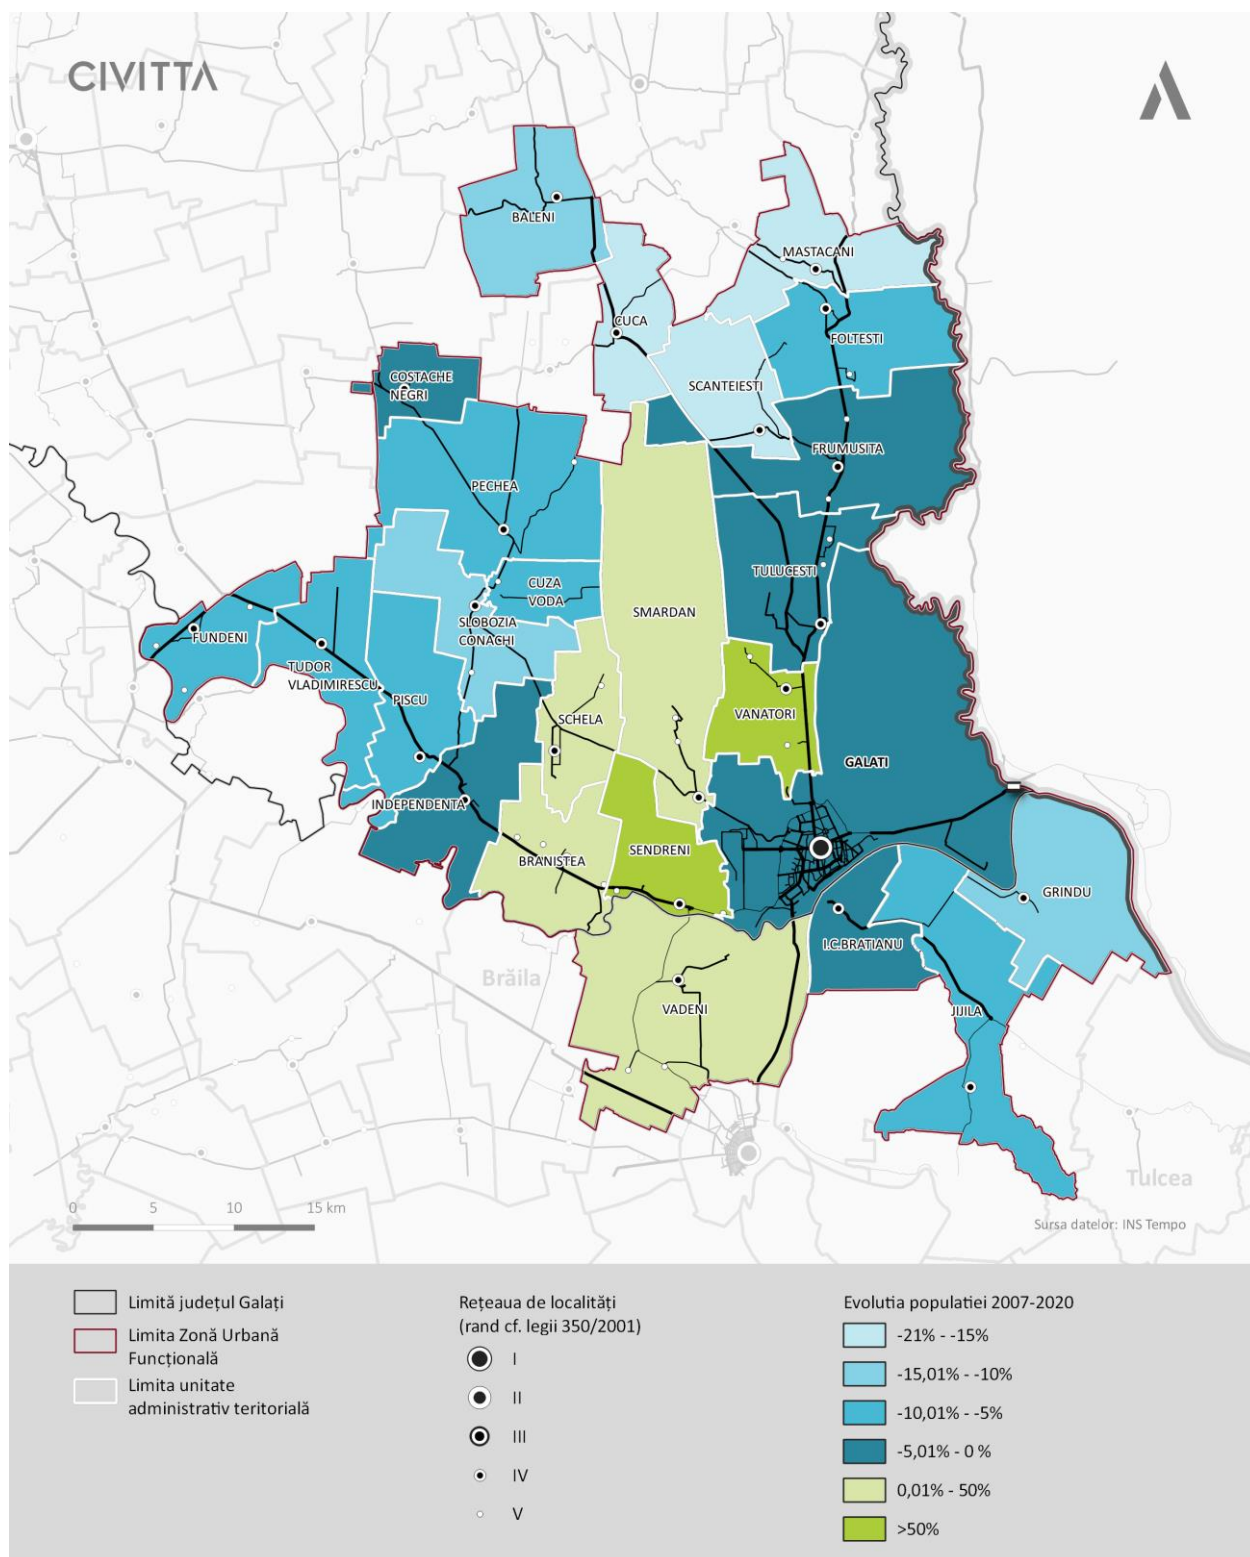 CIVITTA
BALENI
MASTACANI
CUCA
FOLTESTI
COSTACHE
NEGRI
SCANTEIESTI
FRUMUSITA
PECHEA
TULUCESTI
CUZA
VODA
SMARDAN
SLOBOZIA
CONACHI
FUNDENI
TUDOR
VLADIMIRESCU
PISCU
SCHELA
VANATORI
GALATI
INDEPENDENTA
BRANISTEA
SENDRENI
GRINDU
I.C.BRATIANU
Brăila
VADENI
JIJILA
Tulcea
0 5 10 15 km
Sursa datelor: INS Tempo
Limită județul Galați
Limita Zonă Urbană
Funcțională
Limita unitate
administrativ teritorială
Rețeaua de localități
(rand cf. legii 350/2001)
I
II
III
IV
V
Evolutia populatiei 2007-2020
-21% - -15%
-15,01% - -10%
-10,01% - -5%
-5,01% - 0 %
0,01% - 50%
>50%